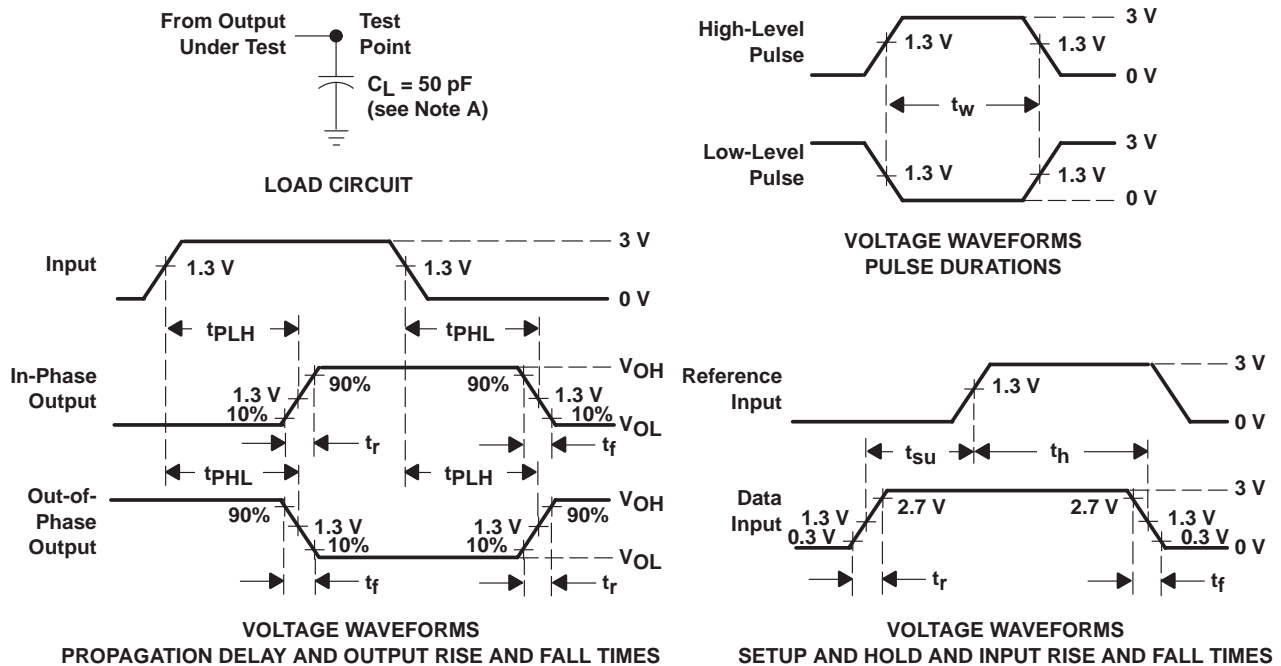 From Output
Under Test
Test
Point
CL = 50 pF
(see Note A)
LOAD CIRCUIT
High-Level
Pulse
1.3 V
1.3 V
3 V
0 V
tw
Low-Level
Pulse
1.3 V
1.3 V
3 V
0 V
VOLTAGE WAVEFORMS
PULSE DURATIONS
Input
1.3 V
1.3 V
3 V
0 V
tPLH
tPHL
In-Phase
Output
1.3 V
10%
90%
90%
1.3 V
10%
VOH
VOL
tr
tf
tPHL
tPLH
Out-of-
Phase
Output
90%
1.3 V
10%
1.3 V
10%
90%
VOH
VOL
tf
tr
VOLTAGE WAVEFORMS
PROPAGATION DELAY AND OUTPUT RISE AND FALL TIMES
Reference
Input
1.3 V
3 V
0 V
tsu
th
Data
Input
1.3 V
0.3 V
2.7 V
2.7 V
1.3 V
0.3 V
3 V
0 V
tr
tf
VOLTAGE WAVEFORMS
SETUP AND HOLD AND INPUT RISE AND FALL TIMES